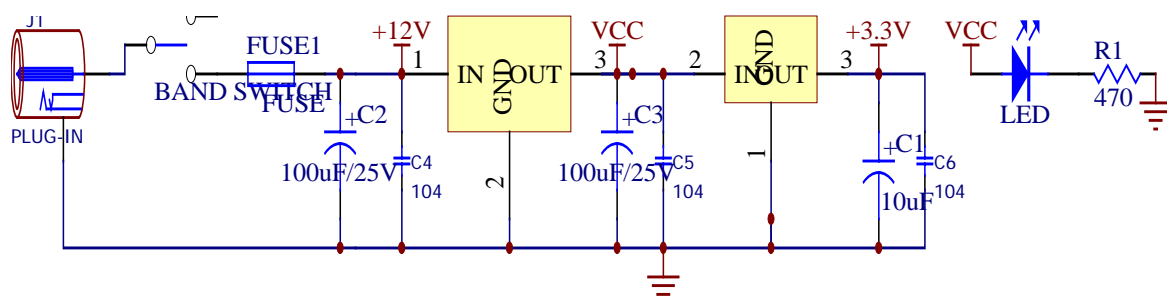 J1
PLUG-IN
BAND SWITCH
FUSE1
FUSE
+12V
C2
100uF/25V
C4
104
1
IN OUT
GND
2
3
VCC
C3
100uF/25V
C5
104
2
IN OUT
GND
1
3
+3.3V
C1
10uF
C6
104
VCC
LED
R1
470